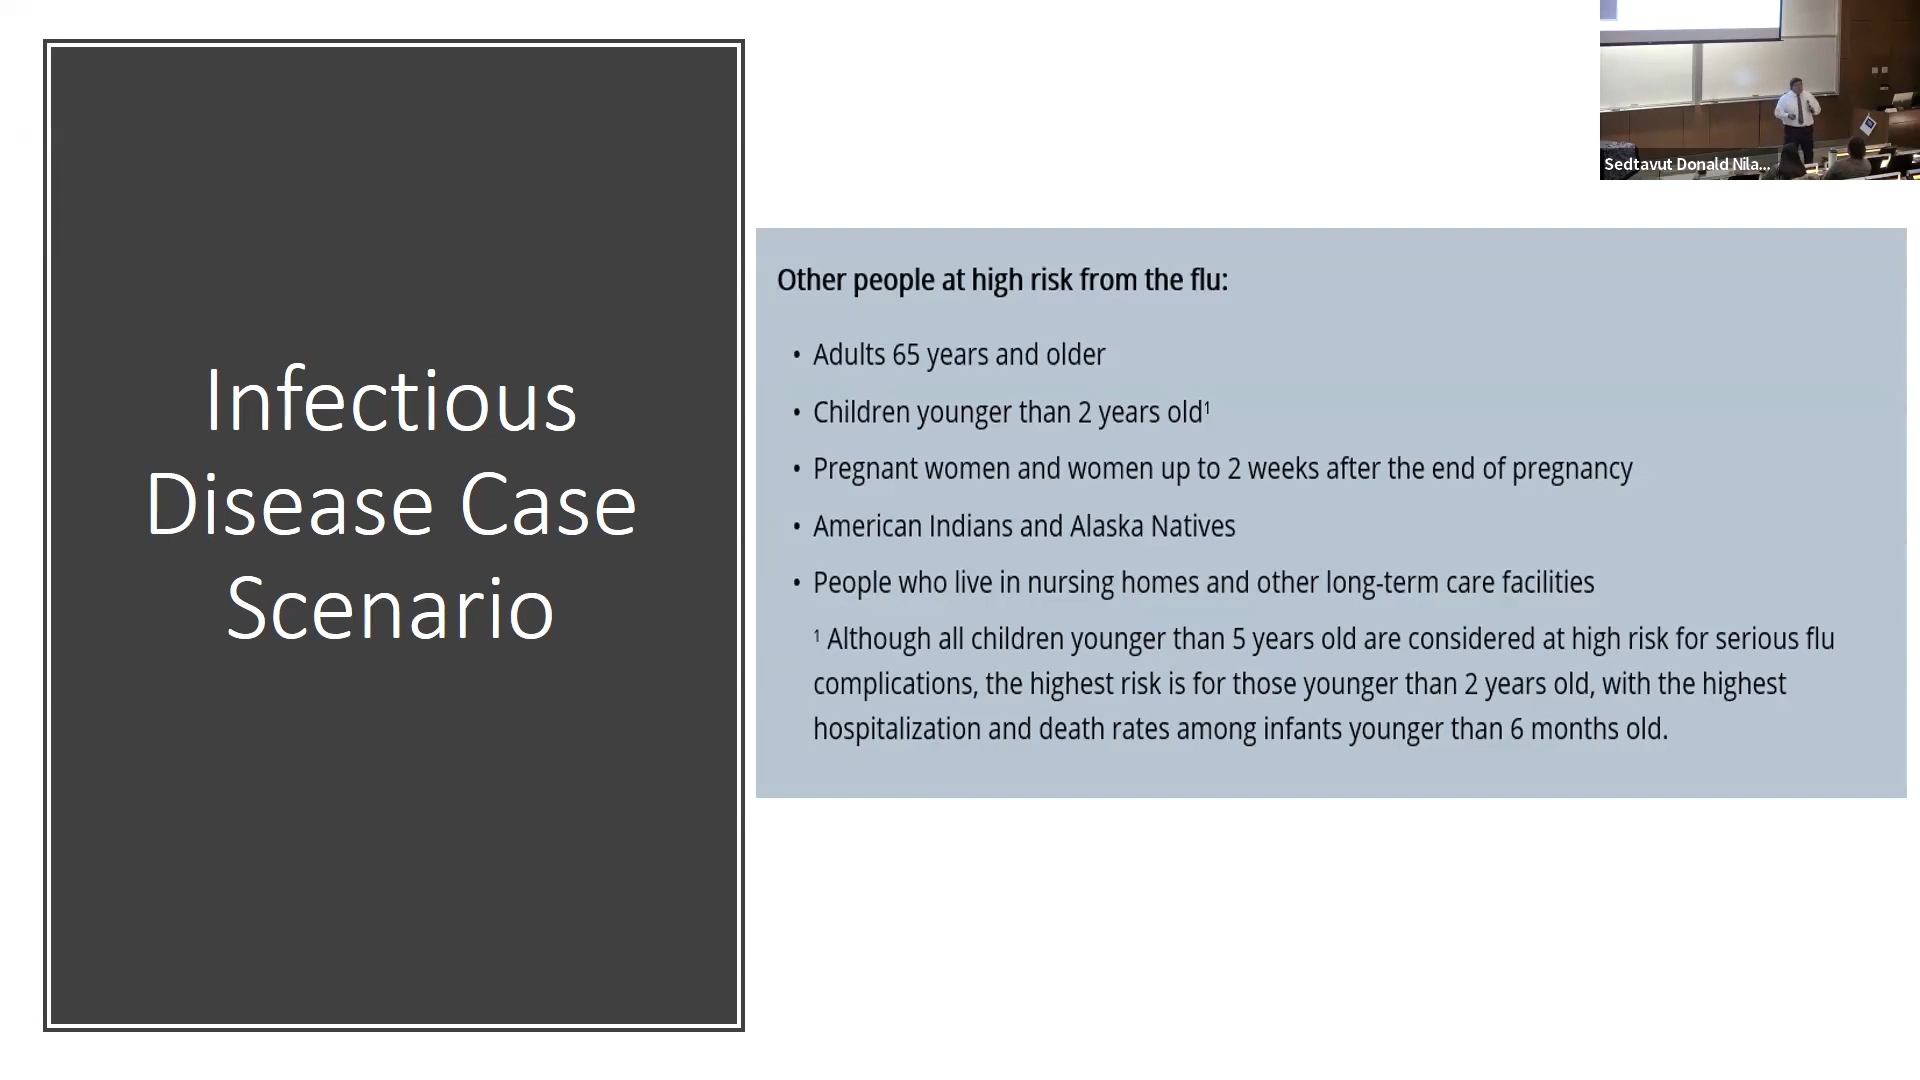 Infectious
Disease Case
Scenario
Sedtavut Donald Nila...
Other people at high risk from the flu:
• Adults 65 years and older
• Children younger than 2 years old¹
• Pregnant women and women up to 2 weeks after the end of pregnancy
• American Indians and Alaska Natives
• People who live in nursing homes and other long-term care facilities
¹ Although all children younger than 5 years old are considered at high risk for serious flu
complications, the highest risk is for those younger than 2 years old, with the highest
hospitalization and death rates among infants younger than 6 months old.